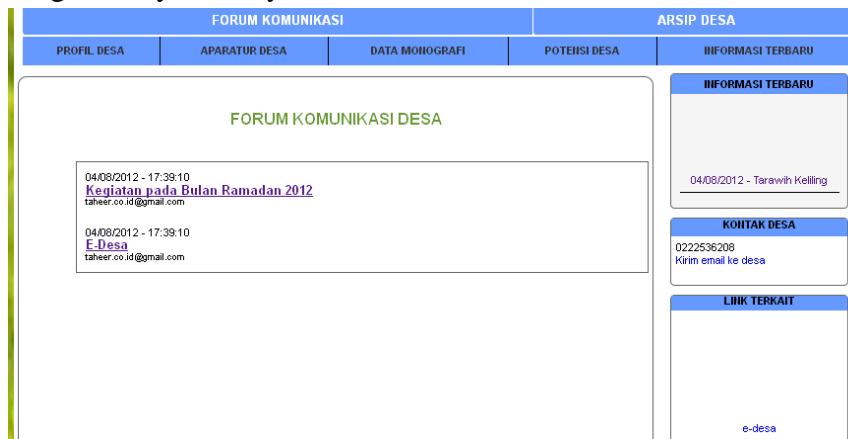 FORUM KOMUNIKASI
ARSIP DESA
PROFIL DESA
APARATUR DESA
DATA MONOGRAFI
POTENSI DESA
INFORMASI TERBARU
FORUM KOMUNIKASI DESA
04/08/2012 - 17:39:10
Kegiatan pada Bulan Ramadan 2012
taheer.co.id@gmail.com
04/08/2012 - 17:39:10
E-Desa
taheer.co.id@gmail.com
INFORMASI TERBARU
04/08/2012 - Tarawih Keliling
KONTAK DESA
0222536208
Kirim email ke desa
LINK TERKAIT
e-desa